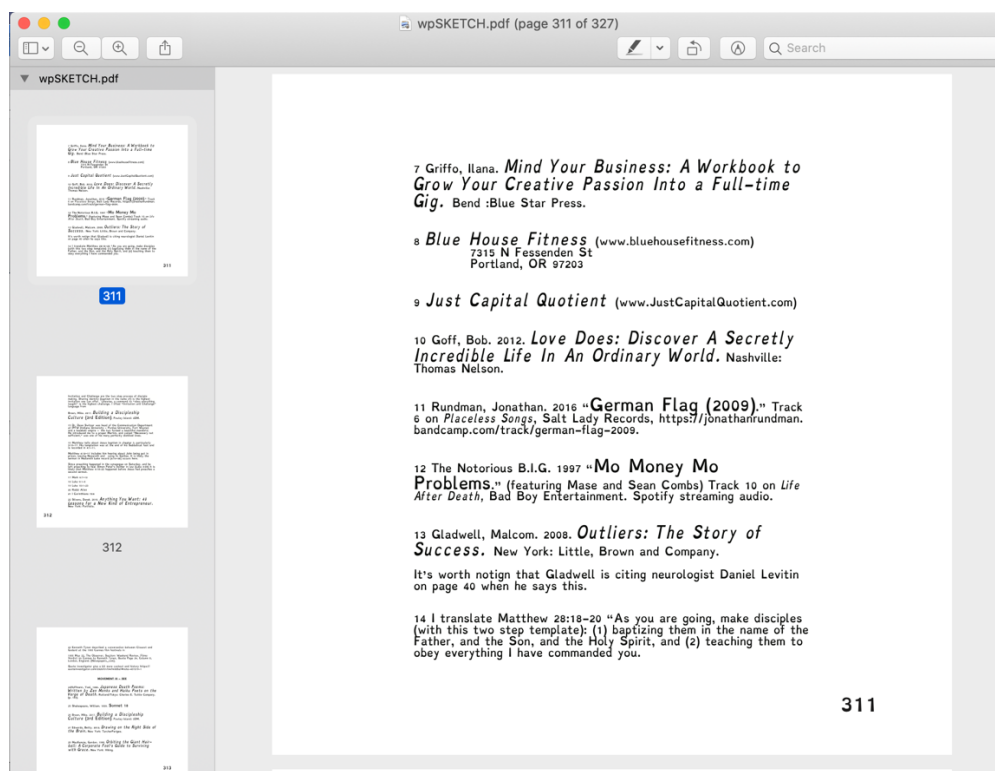 wpSKETCH.pdf (page 311 of 327)
Search
wpSKETCH.pdf
311
312
7 Griffo, Ilana. Mind Your Business: A Workbook to
Grow Your Creative Passion Into a Full-time
Gig. Bend :Blue Star Press.
8 Blue House Fitness (www.bluehousefitness.com)
7315 N Fessenden St
Portland, OR 97203
9 Just Capital Quotient (www.JustCapitalQuotient.com)
10 Goff, Bob. 2012. Love Does: Discover A Secretly
Incredible Life In An Ordinary World. Nashville:
Thomas Nelson.
11 Rundman, Jonathan. 2016 “German Flag (2009).” Track
6 on Placeless Songs, Salt Lady Records, https://jonathanrundman.
bandcamp.com/track/german-flag-2009.
12 The Notorious B.I.G. 1997 “Mo Money Mo
Problems.” (featuring Mase and Sean Combs) Track 10 on Life
After Death, Bad Boy Entertainment. Spotify streaming audio.
13 Gladwell, Malcom. 2008. Outliers: The Story of
Success. New York: Little, Brown and Company.
It's worth notign that Gladwell is citing neurologist Daniel Levitin
on page 40 when he says this.
14 I translate Matthew 28:18-20 “As you are going, make disciples
(with this two step template): (1) baptizing them in the name of the
Father, and the Son, and the Holy Spirit, and (2) teaching them to
obey everything I have commanded you.
311